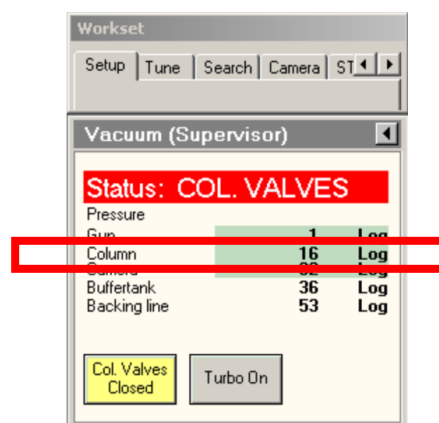 Workset
Setup Tune Search Camera ST
Vacuum (Supervisor)
Status: COL. VALVES
Pressure
Gun 1 Log
Column 16 Log
Camera Log
Buffertank 36 Log
Backing line 53 Log
Col. Valves
Closed
Turbo On